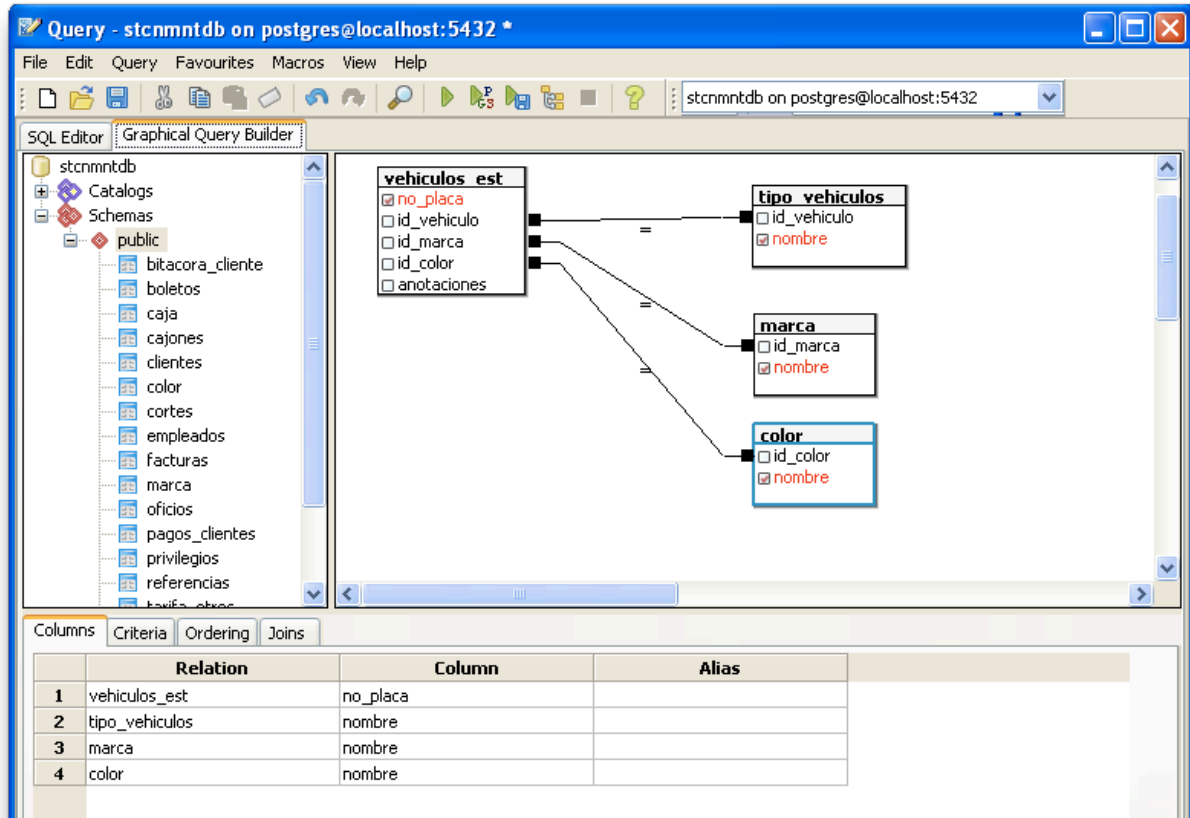 Query - stcnmntdb on postgres@localhost:5432 *
File Edit Query Favourites Macros View Help
stcnmntdb on postgres@localhost:5432
SQL Editor Graphical Query Builder
stcnmntdb
Catalogs
Schemas
public
bitacora_cliente
boletos
caja
cajones
clientes
color
cortes
empleados
facturas
marca
oficios
pagos_clientes
privilegios
referencias
tarifa_otros
vehiculos_est
no_placa
id_vehiculo
id_marca
id_color
anotaciones
=
=
=
tipo_vehiculos
id_vehiculo
nombre
marca
id_marca
nombre
color
id_color
nombre
Columns Criteria Ordering Joins
Relation Column Alias
1 vehiculos_est no_placa
2 tipo_vehiculos nombre
3 marca nombre
4 color nombre